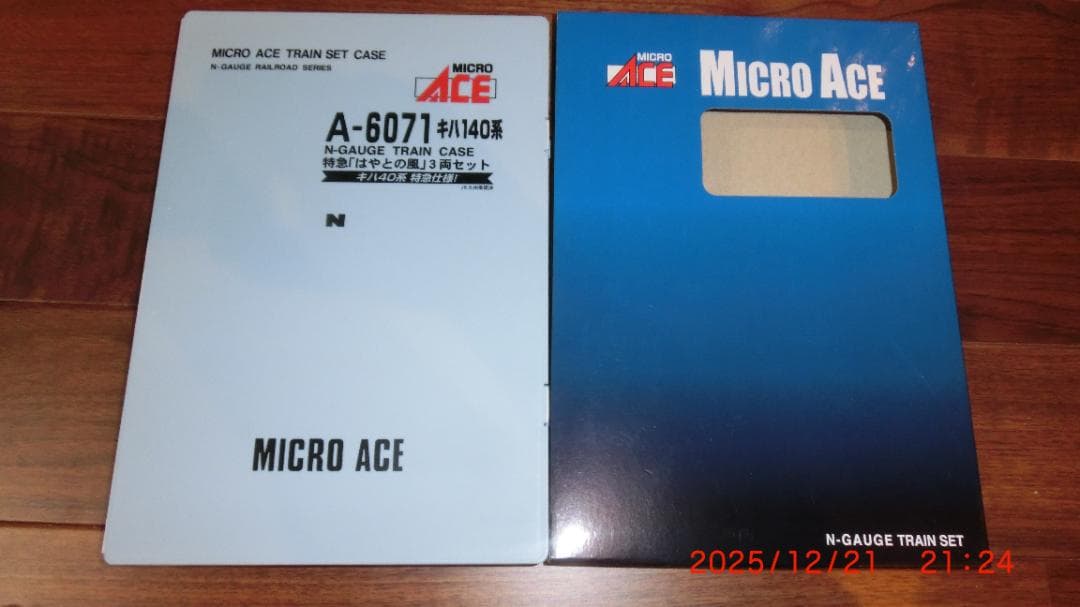 MICRO ACE TRAIN SET CASE
N-GAUGE RAILROAD SERIES
MICRO
ACE
A-6071 キハ140系
N-GAUGE TRAIN CASE
特急「はやとの風」3両セット
キハ40系 特急仕様!
N
MICRO ACE
MICRO
ACE
MICRO ACE
N-GAUGE TRAIN SET
2025/12/21 21:24